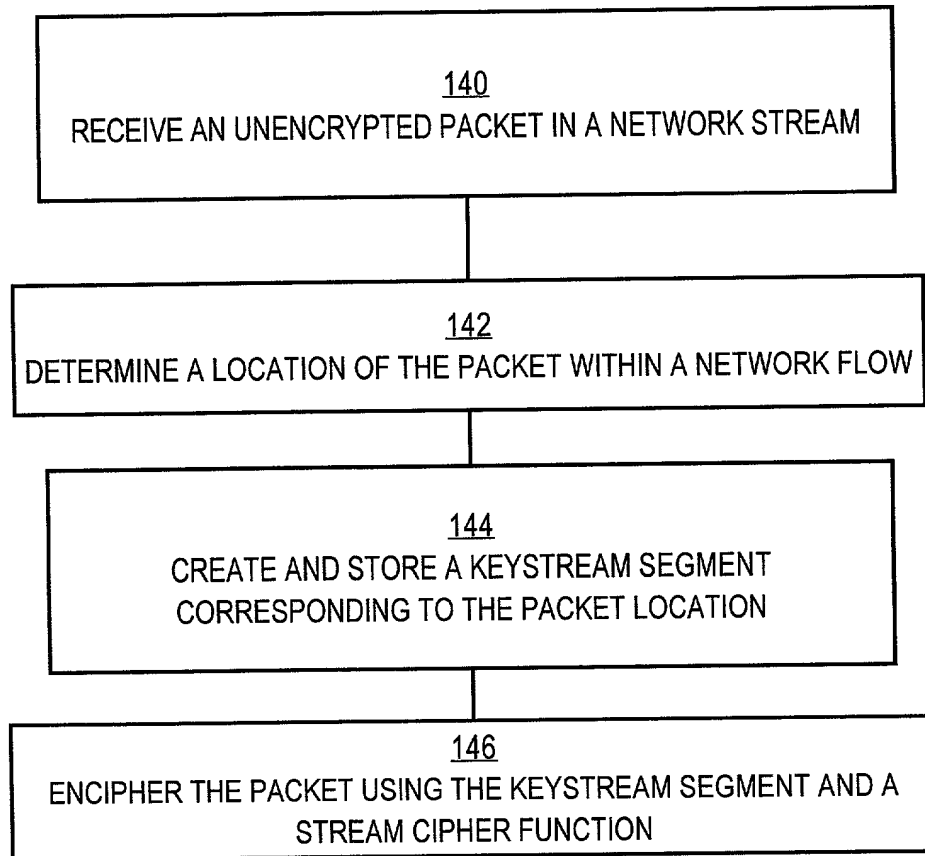 140
RECEIVE AN UNENCRYPTED PACKET IN A NETWORK STREAM
142
DETERMINE A LOCATION OF THE PACKET WITHIN A NETWORK FLOW
144
CREATE AND STORE A KEYSTREAM SEGMENT
CORRESPONDING TO THE PACKET LOCATION
146
ENCIPHER THE PACKET USING THE KEYSTREAM SEGMENT AND A
STREAM CIPHER FUNCTION